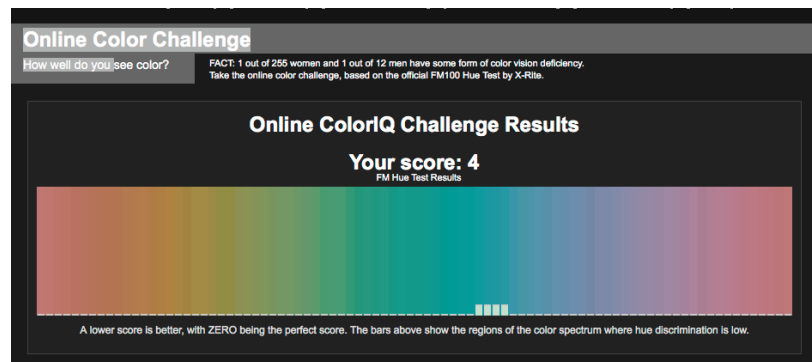 Online Color Challenge
How well do you see color?
FACT: 1 out of 255 women and 1 out of 12 men have some form of color vision deficiency.
Take the online color challenge, based on the official FM100 Hue Test by X-Rite.
Online ColorIQ Challenge Results
Your score: 4
FM Hue Test Results
A lower score is better, with ZERO being the perfect score. The bars above show the regions of the color spectrum where hue discrimination is low.